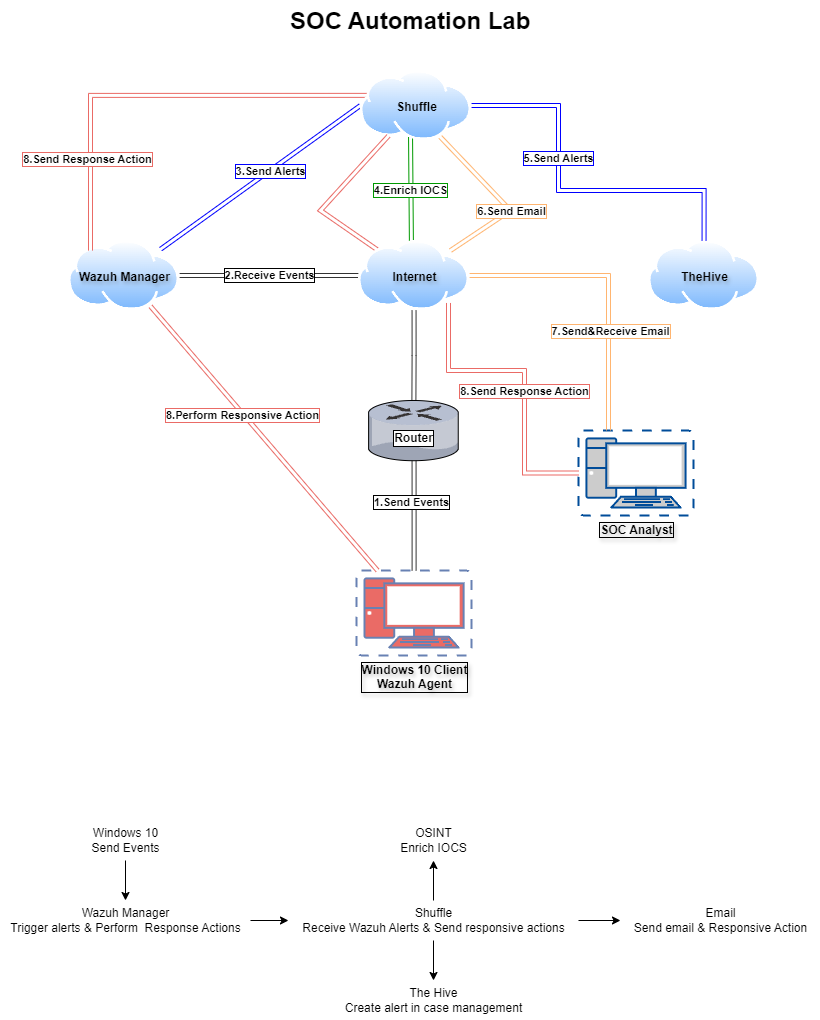 SOC Automation Lab
Shuffle
8.Send Response Action
3.Send Alerts
5.Send Alerts
4.Enrich IOCS
6.Send Email
Wazuh Manager
2.Receive Events
Internet
TheHive
7.Send&Receive Email
8.Send Response Action
8.Perform Responsive Action
Router
1.Send Events
SOC Analyst
Windows 10 Client
Wazuh Agent
Windows 10
Send Events
OSINT
Enrich IOCS
Wazuh Manager
Trigger alerts & Perform  Response Actions
Shuffle
Receive Wazuh Alerts & Send responsive actions
Email
Send email & Responsive Action
The Hive
Create alert in case management